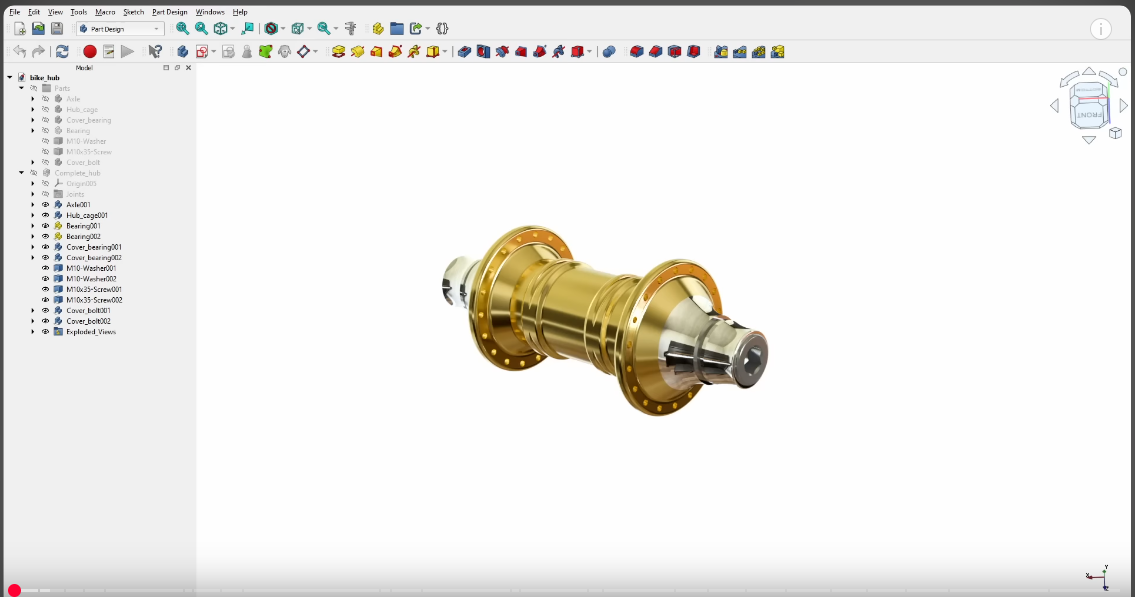 File Edit View Tools Macro Sketch Part Design Windows Help
Part Design
Model
bike_hub
Parts
Axle
Hub_cage
Cover_bearing
Bearing
M10-Washer
M10x35-Screw
Cover_bolt
Complete_hub
Origin005
Joints
Axle001
Hub_cage001
Bearing001
Bearing002
Cover_bearing001
Cover_bearing002
M10-Washer001
M10-Washer002
M10x35-Screw001
M10x35-Screw002
Cover_bolt001
Cover_bolt002
Exploded_Views
FRONT
X
Y